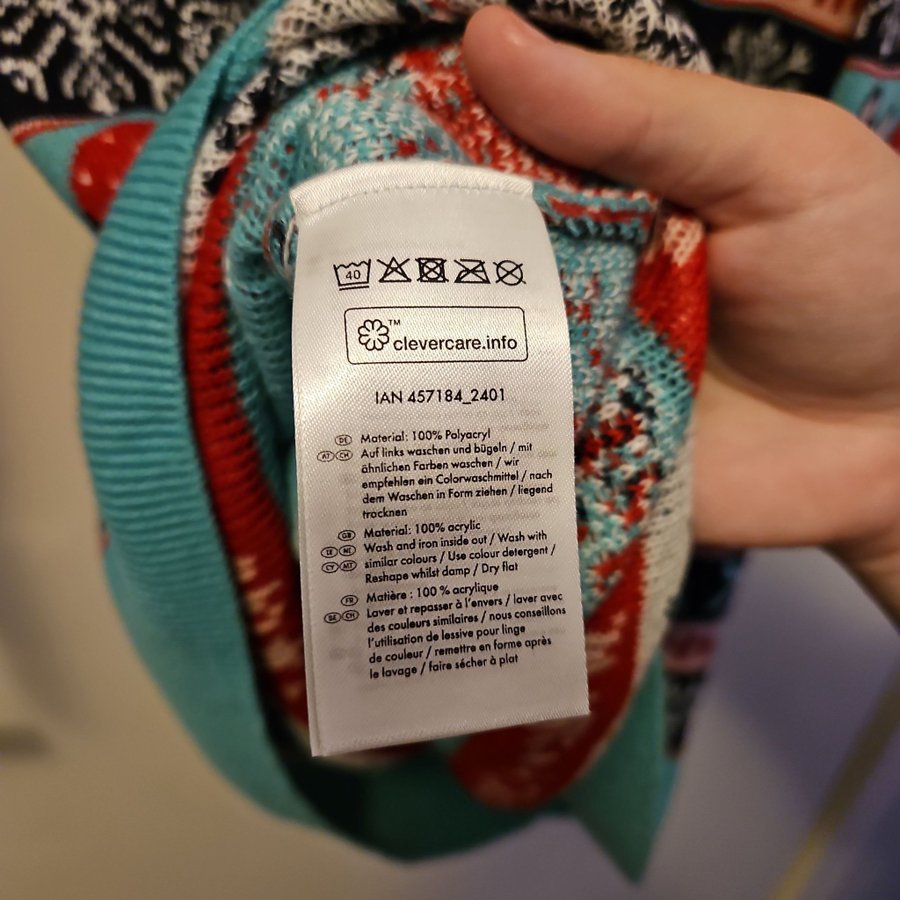 40
TM
clevercare.info
IAN 457184_2401
DE Material: 100% Polyacryl
AT CH Auf links waschen und bügeln / mit
ähnlichen Farben waschen / wir
empfehlen ein Colorwaschmittel / nach
dem Waschen in Form ziehen / liegend
trocknen
GB Material: 100% acrylic
IE NI Wash and iron inside out / Wash with
CY MT similar colours / Use colour detergent /
Reshape whilst damp / Dry flat
FR Matière : 100 % acrylique
BE CH Laver et repasser à l'envers / laver avec
des couleurs similaires / nous conseillons
l'utilisation de lessive pour linge
de couleur / remettre en forme après
le lavage / faire sécher à plat